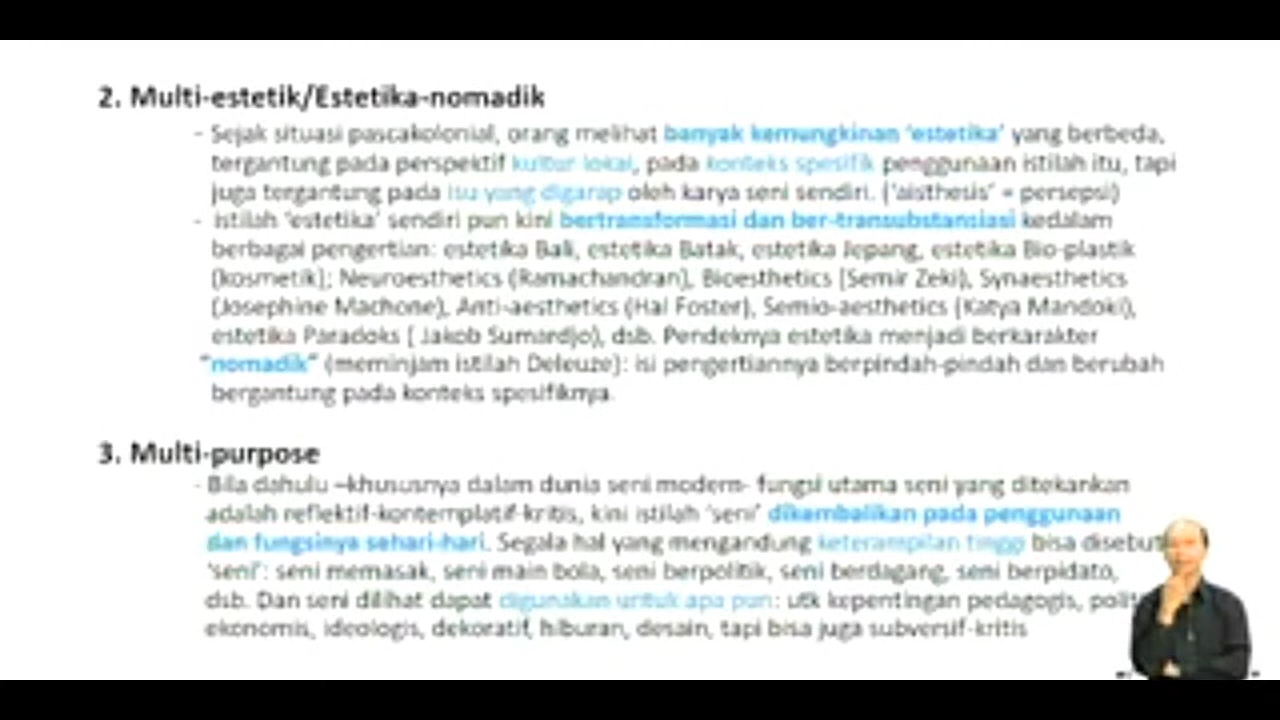 2. Multi-estetik/Estetika-nomadik
- Sejak situasi pascakolonial, orang melihat banyak kemungkinan 'estetika' yang berbeda,
tergantung pada perspektif kultur lokal, pada konteks spesifik penggunaan istilah itu, tapi
juga tergantung pada isu yang digarap oleh karya seni sendiri. ('aisthesis' = persepsi)
- istilah 'estetika' sendiri pun kini bertransformasi dan ber-transubstansiasi kedalam
berbagai pengertian: estetika Bali, estetika Batak, estetika Jepang, estetika Bio-plastik
(kosmetik); Neuroesthetics (Ramachandran), Bioesthetics (Semir Zeki), Synaesthetics
(Josephine Machone), Anti-aesthetics (Hal Foster), Semio-aesthetics (Katya Mandoki),
estetika Paradoks ( Jakob Sumardjo), dsb. Pendeknya estetika menjadi berkarakter
"nomadik" (meminjam istilah Deleuze): isi pengertiannya berpindah-pindah dan berubah
bergantung pada konteks spesifiknya.
3. Multi-purpose
- Bila dahulu –khususnya dalam dunia seni modern- fungsi utama seni yang ditekankan
adalah reflektif-kontemplatif-kritis, kini istilah 'seni' dikembalikan pada penggunaan
dan fungsinya sehari-hari. Segala hal yang mengandung keterampilan tinggi bisa disebut
'seni': seni memasak, seni main bola, seni berpolitik, seni berdagang, seni berpidato,
dsb. Dan seni dilihat dapat digunakan untuk apa pun: utk kepentingan pedagogis, polit
ekonomis, ideologis, dekoratif, hiburan, desain, tapi bisa juga subversif-kritis